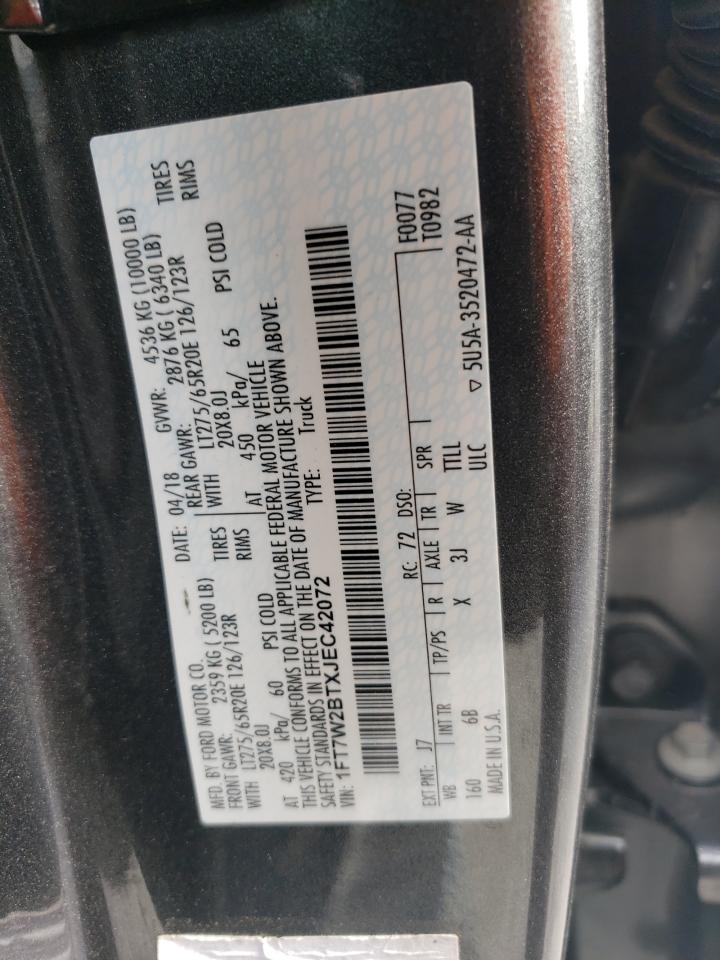 MFD. BY FORD MOTOR CO. DATE: 04/18 GVWR: 4536 KG (10000 LB)
FRONT GAWR: 2359 KG ( 5200 LB) REAR GAWR: 2876 KG ( 6340 LB)
WITH LT275/65R20E 126/123R TIRES WITH LT275/65R20E 126/123R TIRES
20X8.0J RIMS 20X8.0J RIMS
AT 420 kPa/ 60 PSI COLD AT 450 kPa/ 65 PSI COLD
THIS VEHICLE CONFORMS TO ALL APPLICABLE FEDERAL MOTOR VEHICLE
SAFETY STANDARDS IN EFFECT ON THE DATE OF MANUFACTURE SHOWN ABOVE.
VIN: 1FT7W2BTXJEC42072 TYPE: Truck
F0077
EXT PNT: J7 RC: 72 DSO: T0982
WB INT TR TP/PS R AXLE TR SPR
160 6B X 3J W TTLL
MADE IN U.S.A. ULC ▽ 5U5A-3520472-AA